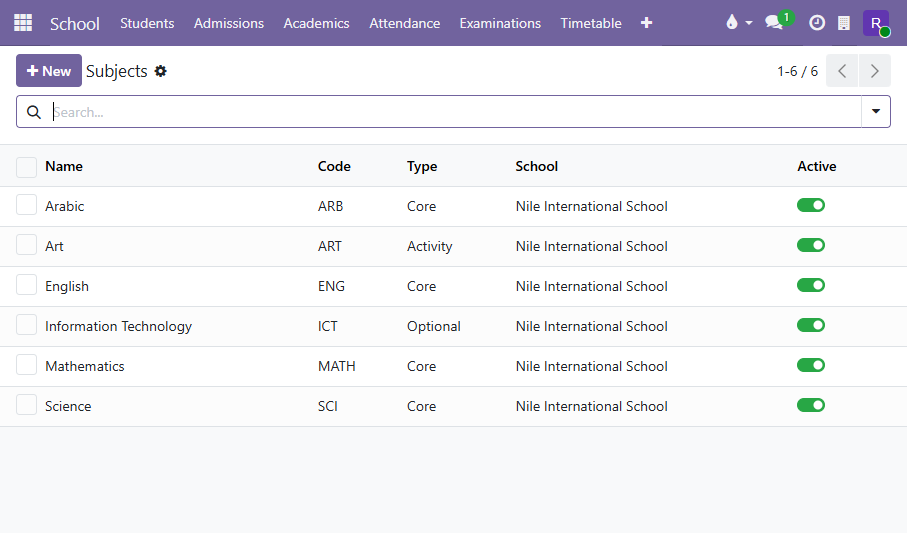 School Students Admissions Academics Attendance Examinations Timetable + 1 R
+ New Subjects 1-6 / 6
Search...
Name Code Type School Active
Arabic ARB Core Nile International School
Art ART Activity Nile International School
English ENG Core Nile International School
Information Technology ICT Optional Nile International School
Mathematics MATH Core Nile International School
Science SCI Core Nile International School